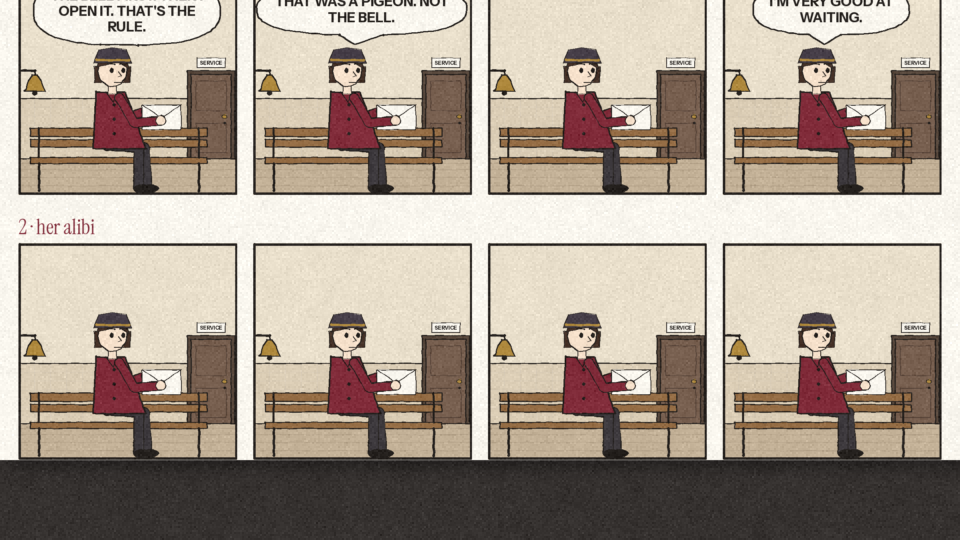 OPEN IT. THAT'S THE
RULE.
THAT WAS A PIGEON. NOT
THE BELL.
I'M VERY GOOD AT
WAITING.
SERVICE
SERVICE
SERVICE
SERVICE
2 · her alibi
SERVICE
SERVICE
SERVICE
SERVICE